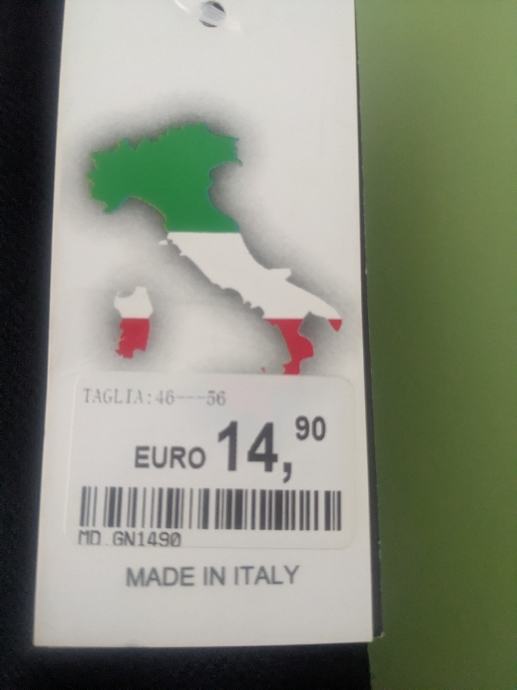 TAGLIA:46---56
EURO 14,90
MD.GN1490
MADE IN ITALY